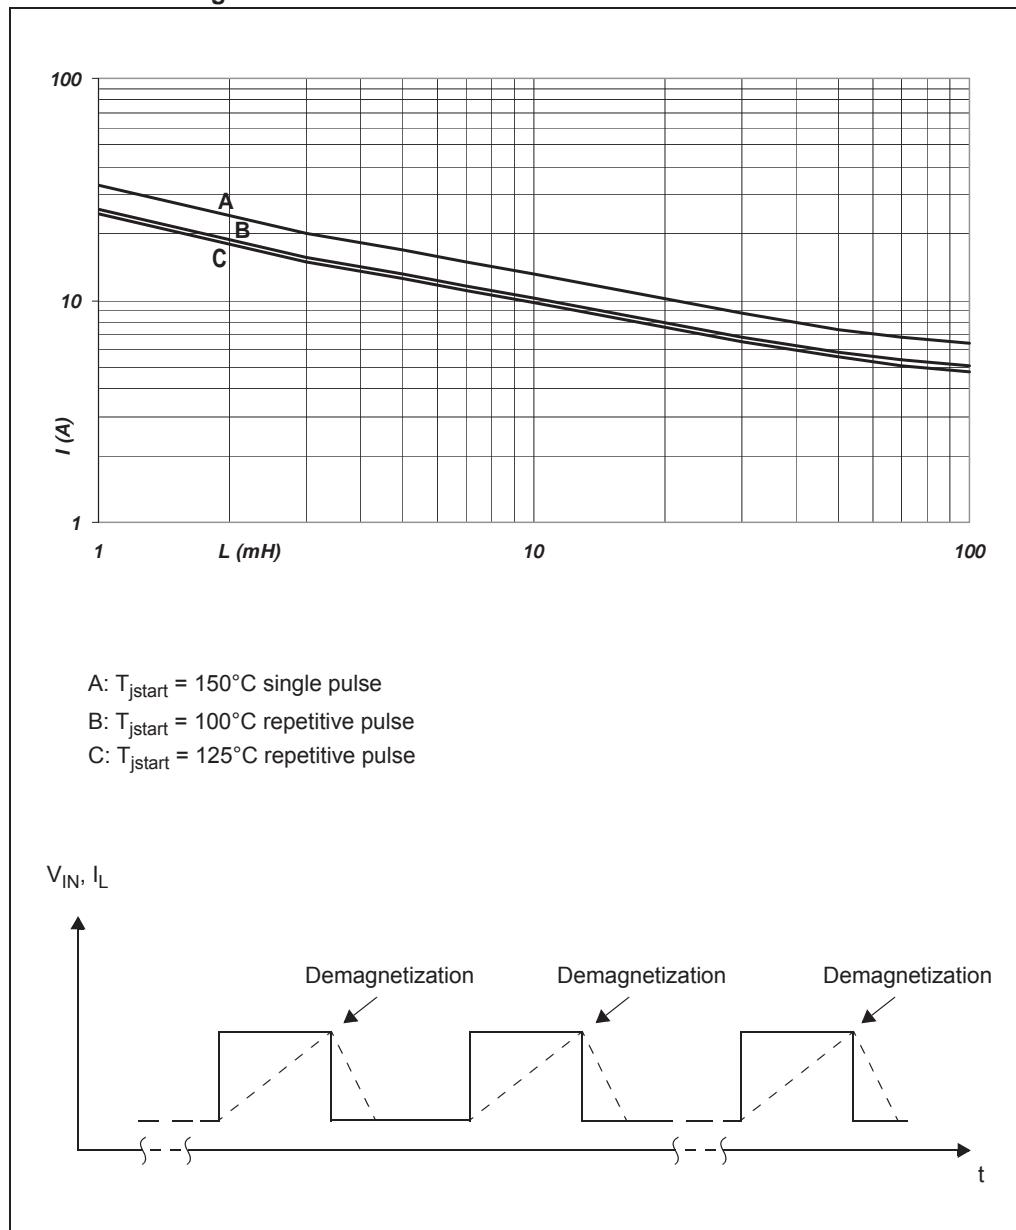 100
A
B
C
10
I (A)
1
1 L (mH) 10 100
A: Tjstart = 150°C single pulse
B: Tjstart = 100°C repetitive pulse
C: Tjstart = 125°C repetitive pulse
VIN, IL
Demagnetization Demagnetization Demagnetization
t